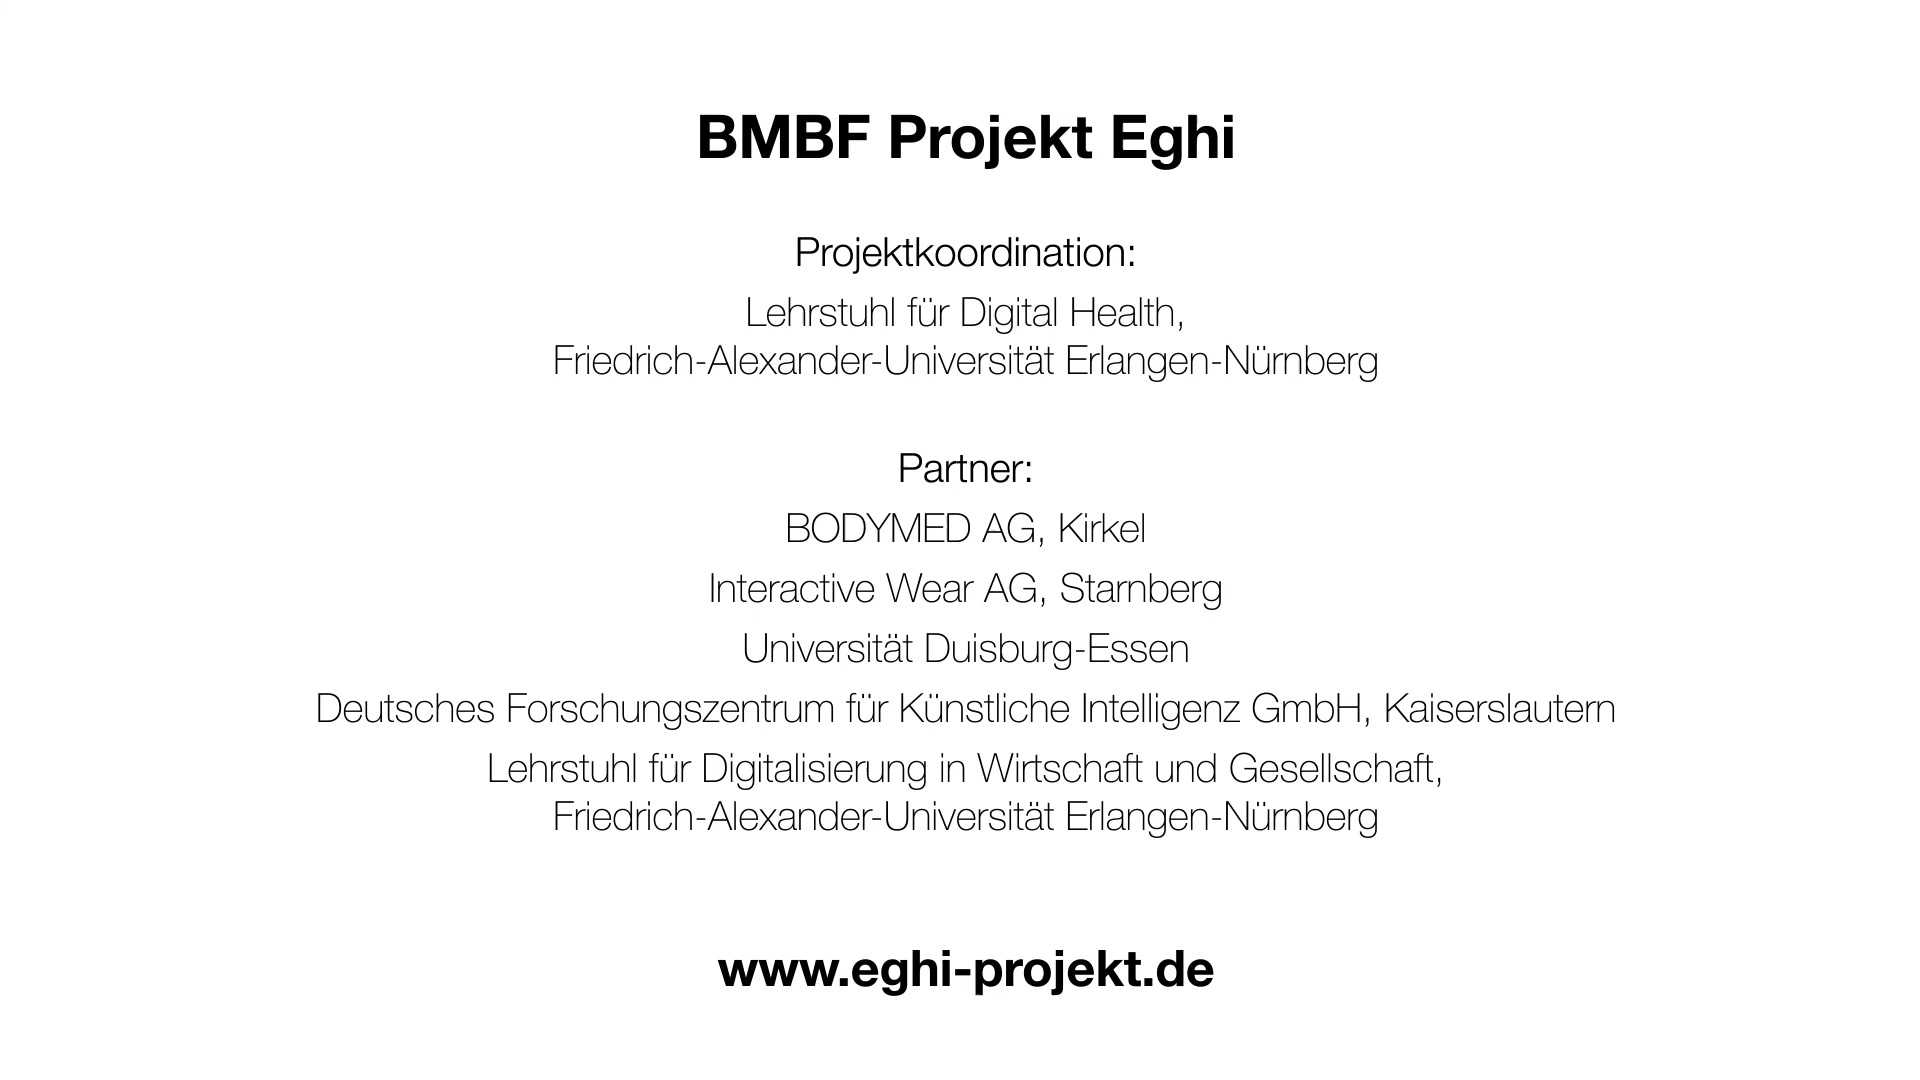 BMBF Projekt Eghi
Projektkoordination:
Lehrstuhl für Digital Health,
Friedrich-Alexander-Universität Erlangen-Nürnberg
Partner:
BODYMED AG, Kirkel
Interactive Wear AG, Starnberg
Universität Duisburg-Essen
Deutsches Forschungszentrum für Künstliche Intelligenz GmbH, Kaiserslautern
Lehrstuhl für Digitalisierung in Wirtschaft und Gesellschaft,
Friedrich-Alexander-Universität Erlangen-Nürnberg
www.eghi-projekt.de